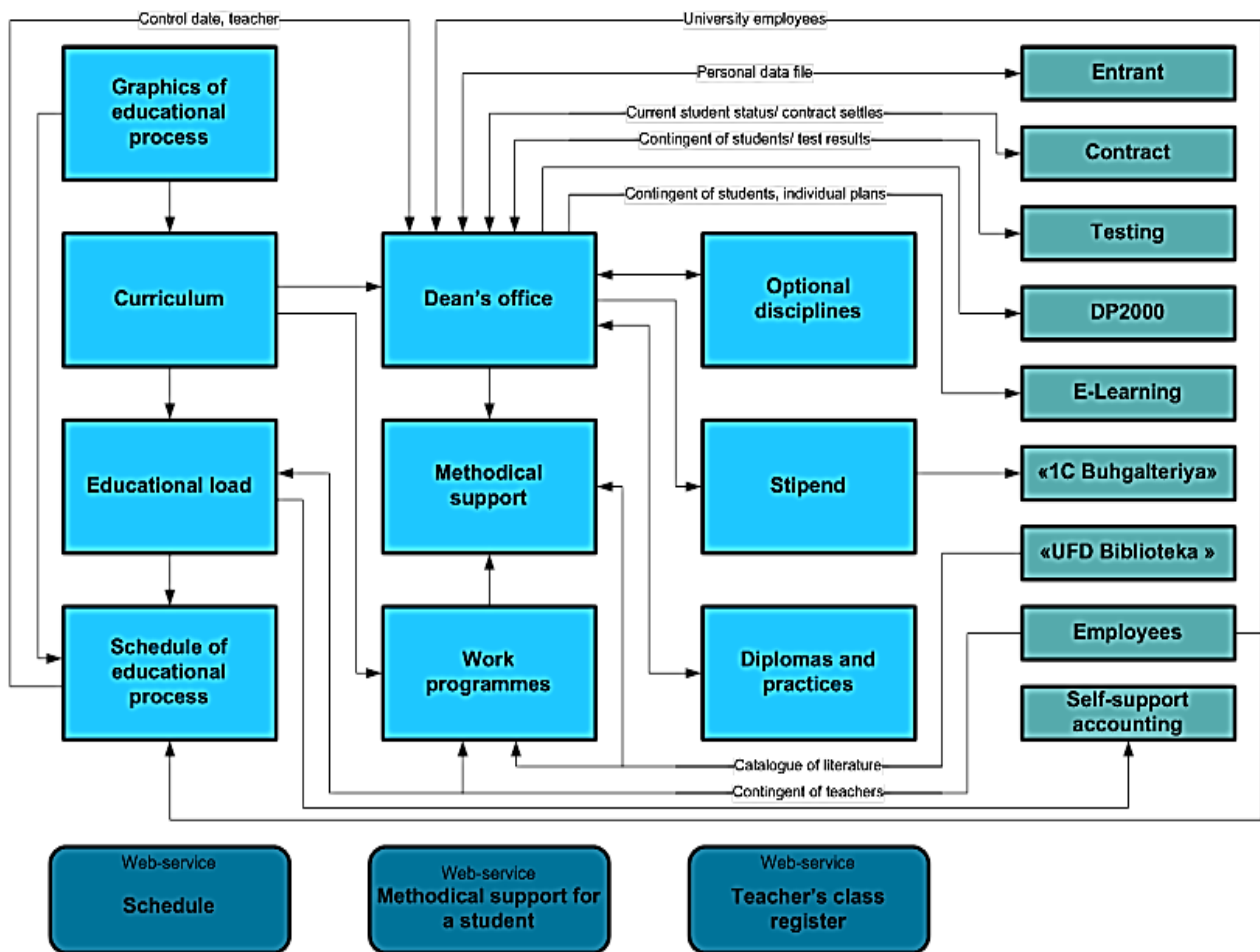 Control date, teacher
University employees
Graphics of
educational
process
Personal data file
Entrant
Current student status/ contract settles
Contract
Contingent of students/ test results
Contingent of students, individual plans
Testing
Curriculum
Dean's office
Optional
disciplines
DP2000
E-Learning
Educational load
Methodical
support
Stipend
«1C Buhgalteriya»
«UFD Biblioteka »
Schedule of
educational
process
Work
programmes
Diplomas and
practices
Employees
Self-support
accounting
Catalogue of literature
Contingent of teachers
Web-service
Schedule
Web-service
Methodical support for
a student
Web-service
Teacher's class
register